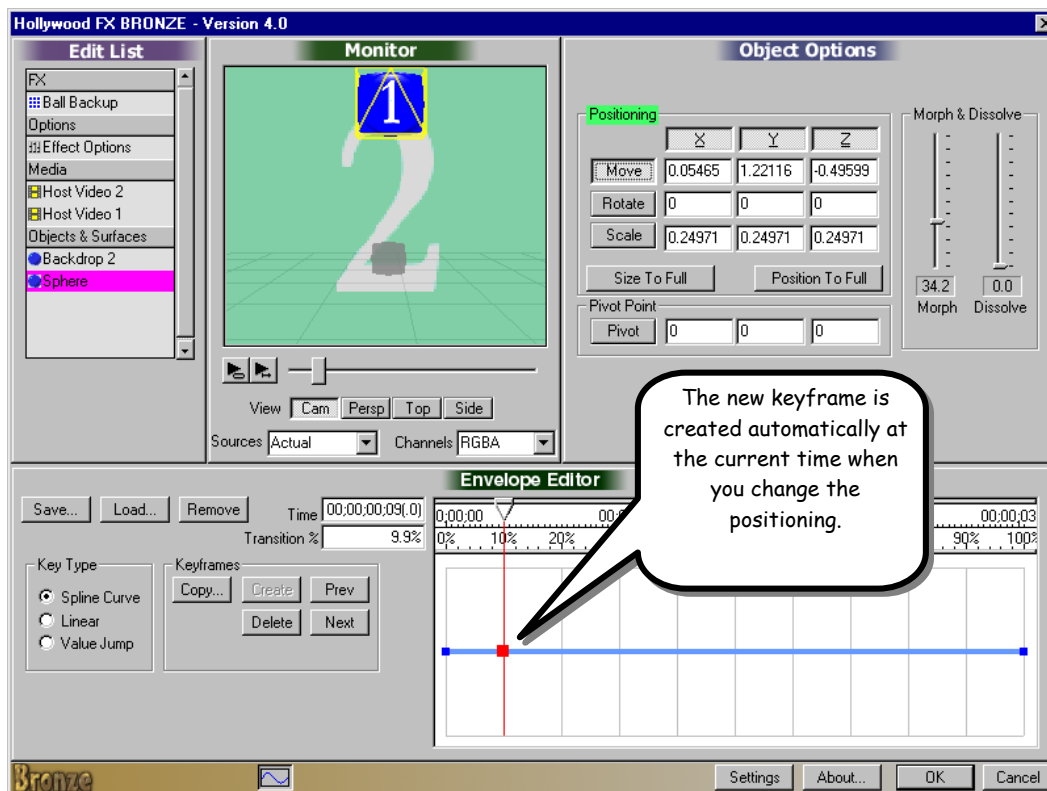 Hollywood FX BRONZE - Version 4.0
Edit List
FX
Ball Backup
Options
Effect Options
Media
Host Video 2
Host Video 1
Objects & Surfaces
Backdrop 2
Sphere
Monitor
1
2
View Cam Persp Top Side
Sources Actual Channels RGBA
Object Options
Positioning
X Y Z
Move 0.05465 1.22116 -0.49599
Rotate 0 0 0
Scale 0.24971 0.24971 0.24971
Size To Full Position To Full
Pivot Point
Pivot 0 0 0
Morph & Dissolve
34.2 0.0
Morph Dissolve
The new keyframe is
created automatically at
the current time when
you change the
positioning.
Envelope Editor
Save... Load... Remove Time 00;00;00;09(.0)
Transition % 9.9%
Key Type
Spline Curve
Linear
Value Jump
Keyframes
Copy... Create Prev
Delete Next
0;00;00 00;00;03
0% 10% 20% 90% 100%
Bronze
Settings About... OK Cancel